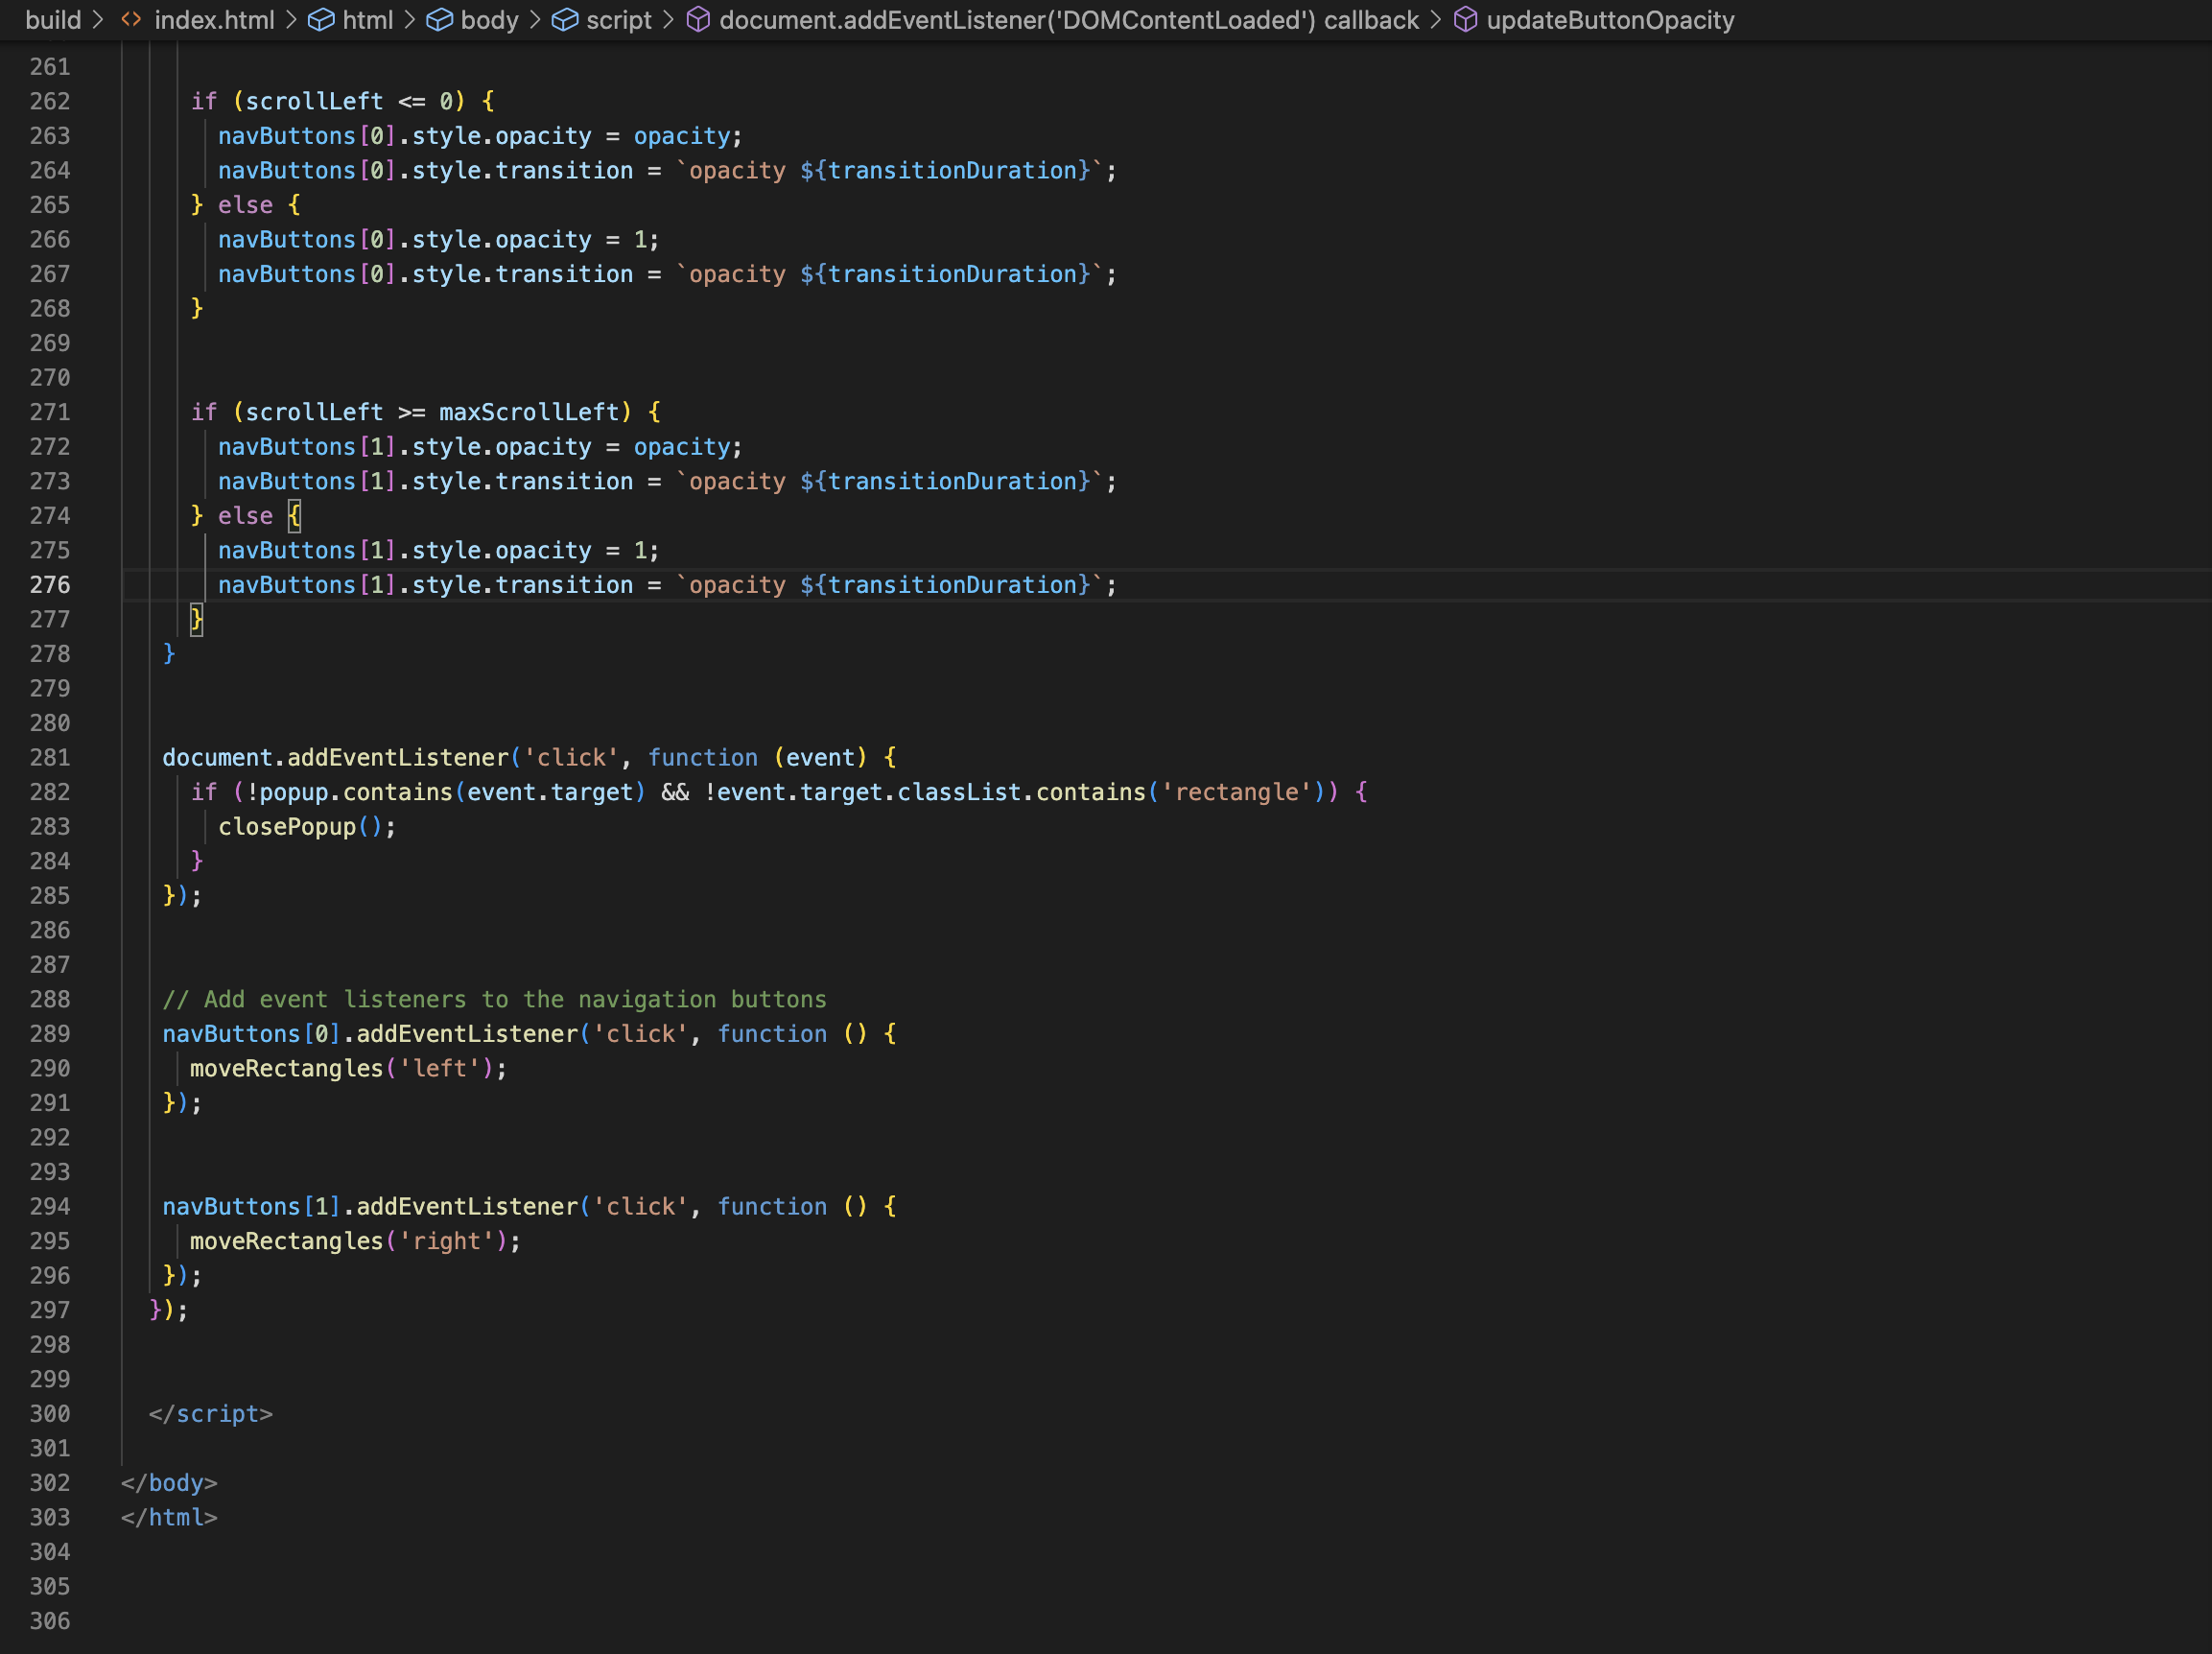 build > <> index.html > html > body > script > document.addEventListener('DOMContentLoaded') callback > updateButtonOpacity
261
262 if (scrollLeft <= 0) {
263 navButtons[0].style.opacity = opacity;
264 navButtons[0].style.transition = `opacity ${transitionDuration}`;
265 } else {
266 navButtons[0].style.opacity = 1;
267 navButtons[0].style.transition = `opacity ${transitionDuration}`;
268 }
269
270
271 if (scrollLeft >= maxScrollLeft) {
272 navButtons[1].style.opacity = opacity;
273 navButtons[1].style.transition = `opacity ${transitionDuration}`;
274 } else {
275 navButtons[1].style.opacity = 1;
276 navButtons[1].style.transition = `opacity ${transitionDuration}`;
277 }
278 }
279
280
281 document.addEventListener('click', function (event) {
282 if (!popup.contains(event.target) && !event.target.classList.contains('rectangle')) {
283 closePopup();
284 }
285 });
286
287
288 // Add event listeners to the navigation buttons
289 navButtons[0].addEventListener('click', function () {
290 moveRectangles('left');
291 });
292
293
294 navButtons[1].addEventListener('click', function () {
295 moveRectangles('right');
296 });
297 });
298
299
300 </script>
301
302 </body>
303 </html>
304
305
306